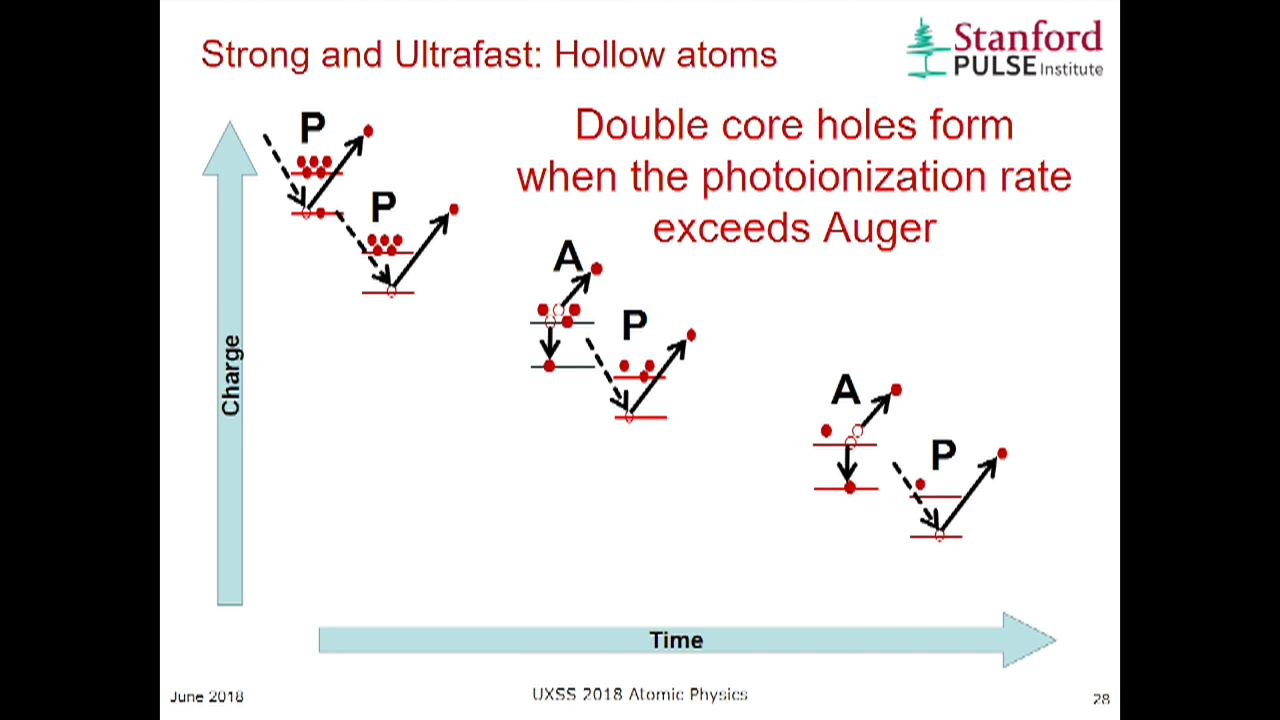 Strong and Ultrafast: Hollow atoms
Stanford
PULSE Institute
Double core holes form
when the photoionization rate
exceeds Auger
P
P
A
P
A
P
Charge
Time
June 2018
UXSS 2018 Atomic Physics
28